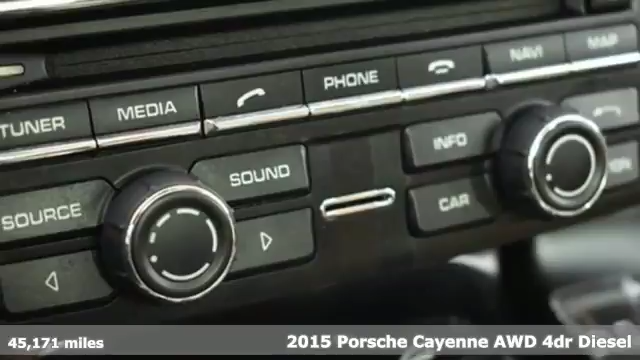 TUNER MEDIA PHONE NAVI MAP
SOURCE SOUND INFO
CAR
45,171 miles 2015 Porsche Cayenne AWD 4dr Diesel